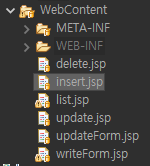 WebContent
META-INF
WEB-INF
delete.jsp
insert.jsp
list.jsp
update.jsp
updateForm.jsp
writeForm.jsp